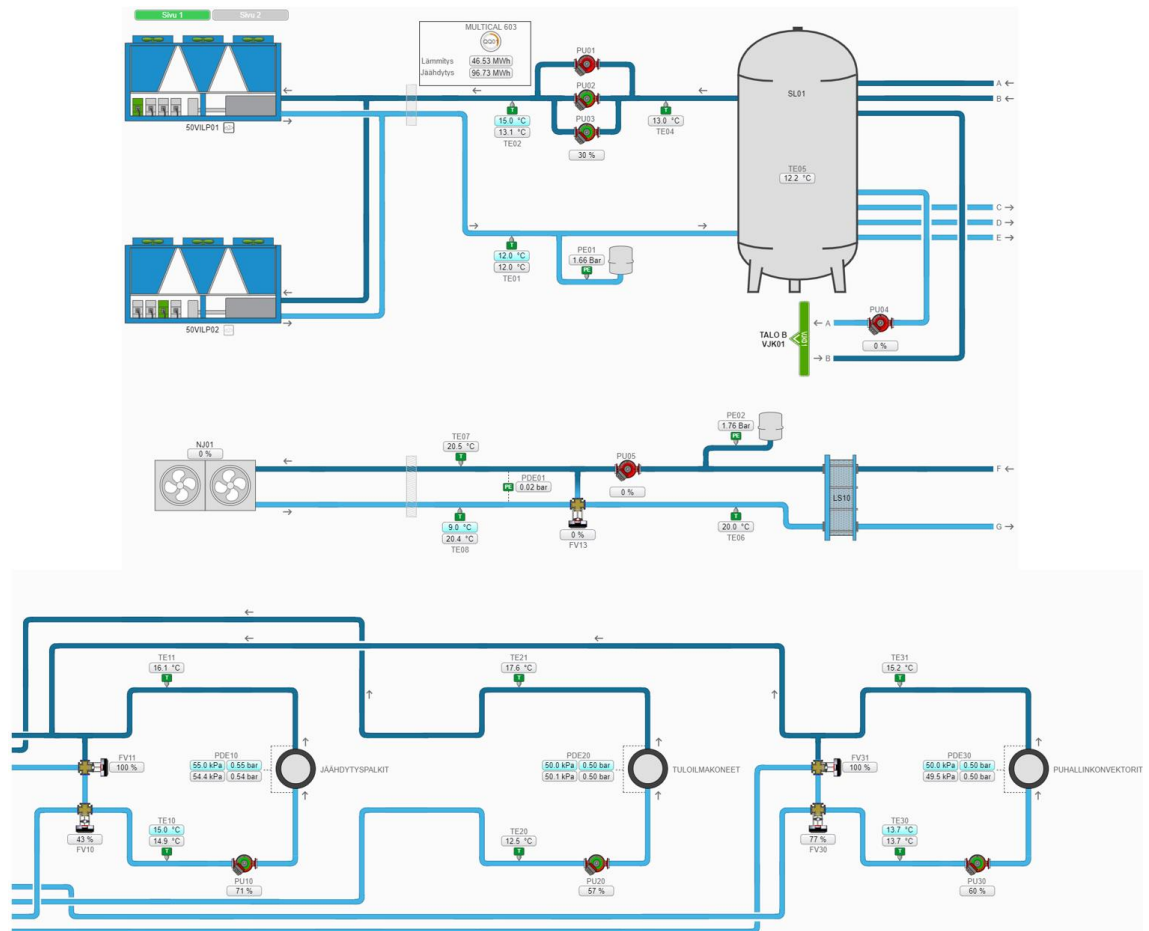 Sivu 1
Sivu 2
MULTICAL 603
QQ01
Lämmitys 46.53 MWh
Jäähdytys 96.73 MWh
PU01
PU02
PU03
30 %
15.0 °C
13.1 °C
TE02
13.0 °C
TE04
SL01
TE05
12.2 °C
A
B
C
D
E
50VILP01
12.0 °C
12.0 °C
TE01
PE01
1.66 Bar
PE
50VILP02
TALO B
VJK01
A
B
PU04
0 %
NJ01
0 %
TE07
20.5 °C
T
PDE01
PE
0.02 bar
T
9.0 °C
20.4 °C
TE08
0 %
FV13
PU05
0 %
PE02
1.76 Bar
PE
T
20.0 °C
TE06
LS10
F
G
TE11
16.1 °C
T
FV11
100 %
43 %
FV10
TE10
15.0 °C
14.9 °C
T
PDE10
55.0 kPa 0.55 bar
54.4 kPa 0.54 bar
JÄÄHDYTYSPALKIT
PU10
71 %
TE21
17.6 °C
T
PDE20
50.0 kPa 0.50 bar
50.1 kPa 0.50 bar
TULOILMAKONEET
TE20
12.5 °C
T
PU20
57 %
TE31
15.2 °C
T
FV31
100 %
77 %
FV30
TE30
13.7 °C
13.7 °C
T
PDE30
50.0 kPa 0.50 bar
49.5 kPa 0.50 bar
PUHALLINKONVEKTORIT
PU30
60 %